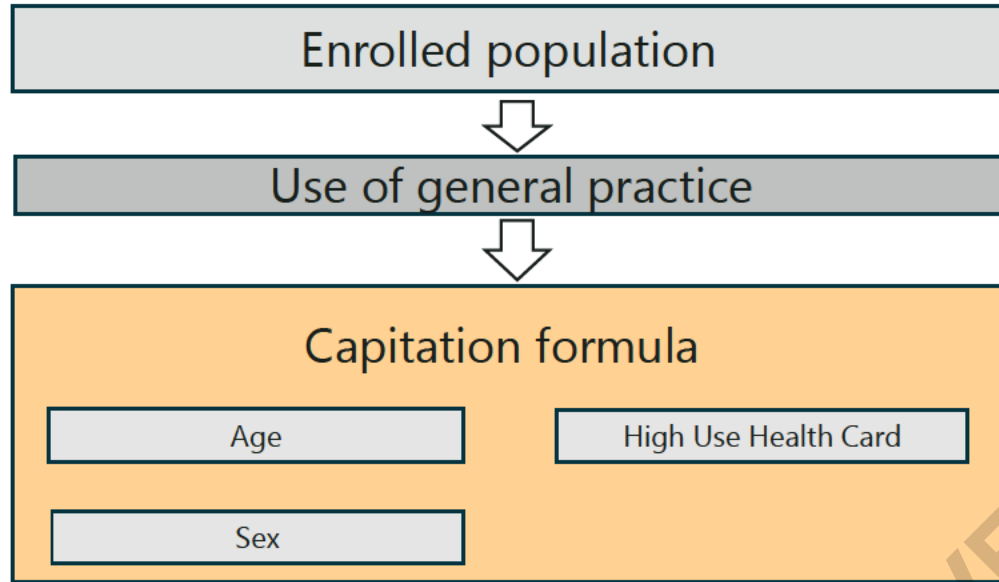 Enrolled population
Use of general practice
Capitation formula
Age
High Use Health Card
Sex